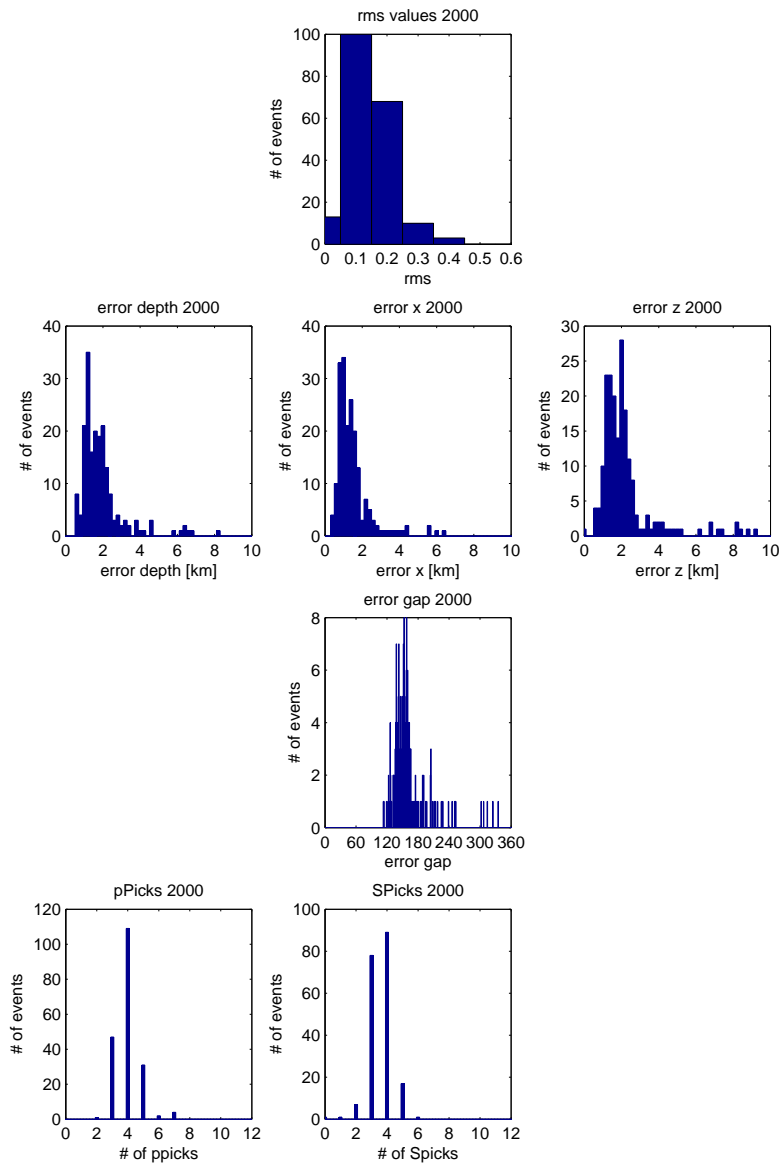 rms values 2000
100
80
60
40
20
0
# of events
0 0.1 0.2 0.3 0.4 0.5 0.6
rms
error depth 2000
40
30
20
10
0
# of events
0 2 4 6 8 10
error depth [km]
error x 2000
40
30
20
10
0
# of events
0 2 4 6 8 10
error x [km]
error z 2000
30
25
20
15
10
5
0
# of events
0 2 4 6 8 10
error z [km]
error gap 2000
8
6
4
2
0
# of events
0 60 120 180 240 300 360
error gap
pPicks 2000
120
100
80
60
40
20
0
# of events
0 2 4 6 8 10 12
# of ppicks
SPicks 2000
100
80
60
40
20
0
# of events
0 2 4 6 8 10 12
# of Spicks